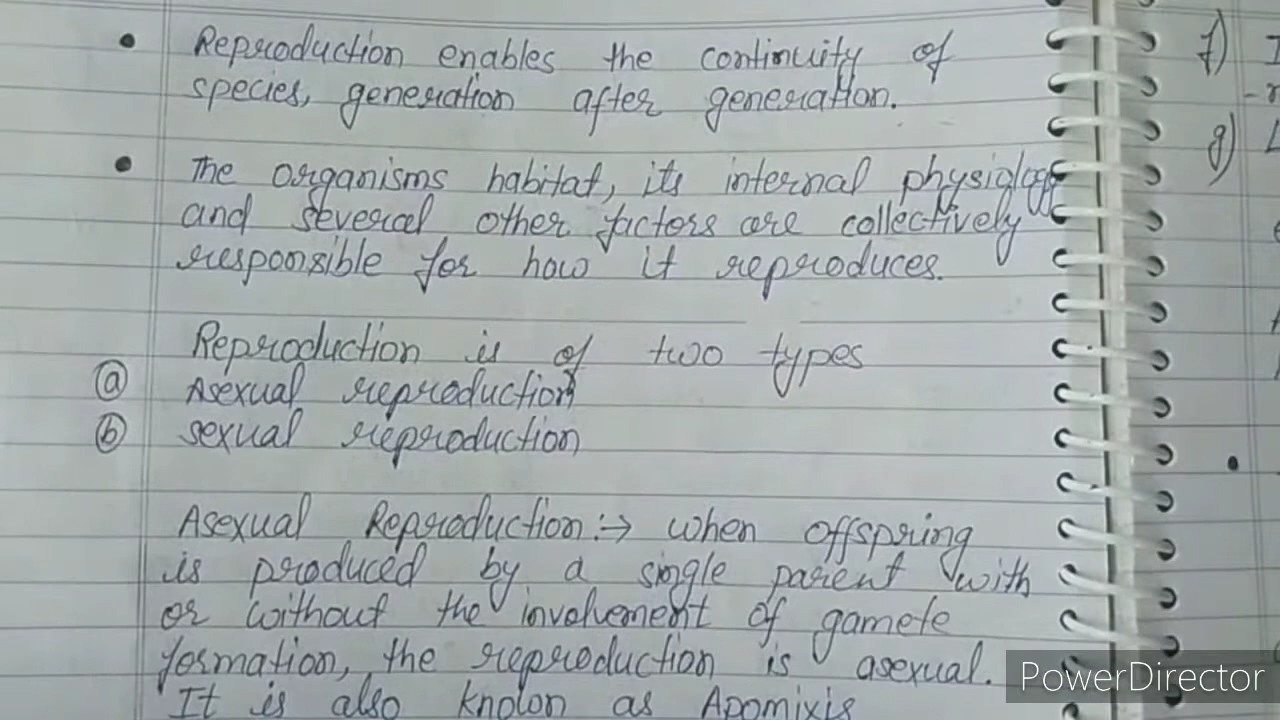 • Reproduction enables the continuity of
species, generation after generation.
• The organisms habitat, its internal physiology
and several other factors are collectively
responsible for how it reproduces.
Reproduction is of two types
ⓐ Asexual reproduction
ⓑ sexual reproduction
Asexual Reproduction:→ when offspring
is produced by a single parent with
or without the involvement of gamete
formation, the reproduction is asexual.
It is also known as Apomixis
f)
g)
PowerDirector